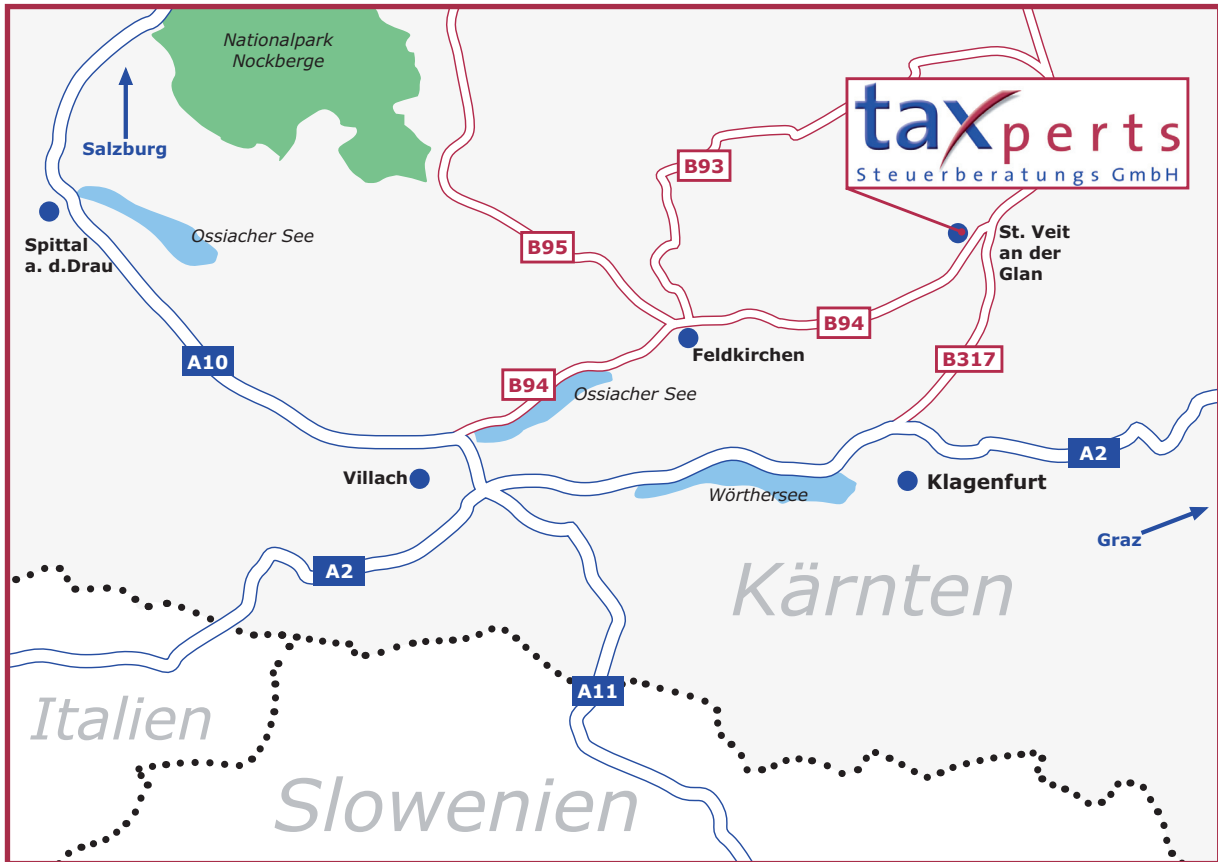 Nationalpark
Nockberge
Salzburg
taxperts
Steuerberatungs GmbH
B93
Spittal
a. d.Drau
Ossiacher See
B95
St. Veit
an der
Glan
B94
Feldkirchen
A10
B317
B94
Ossiacher See
A2
Villach
Wörthersee
Klagenfurt
Graz
A2
Kärnten
A11
Italien
Slowenien